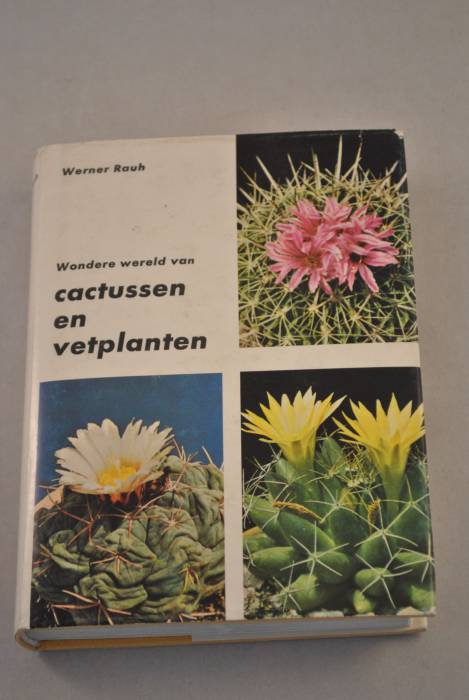 Werner Rauh
Wondere wereld van
cactussen
en
vetplanten